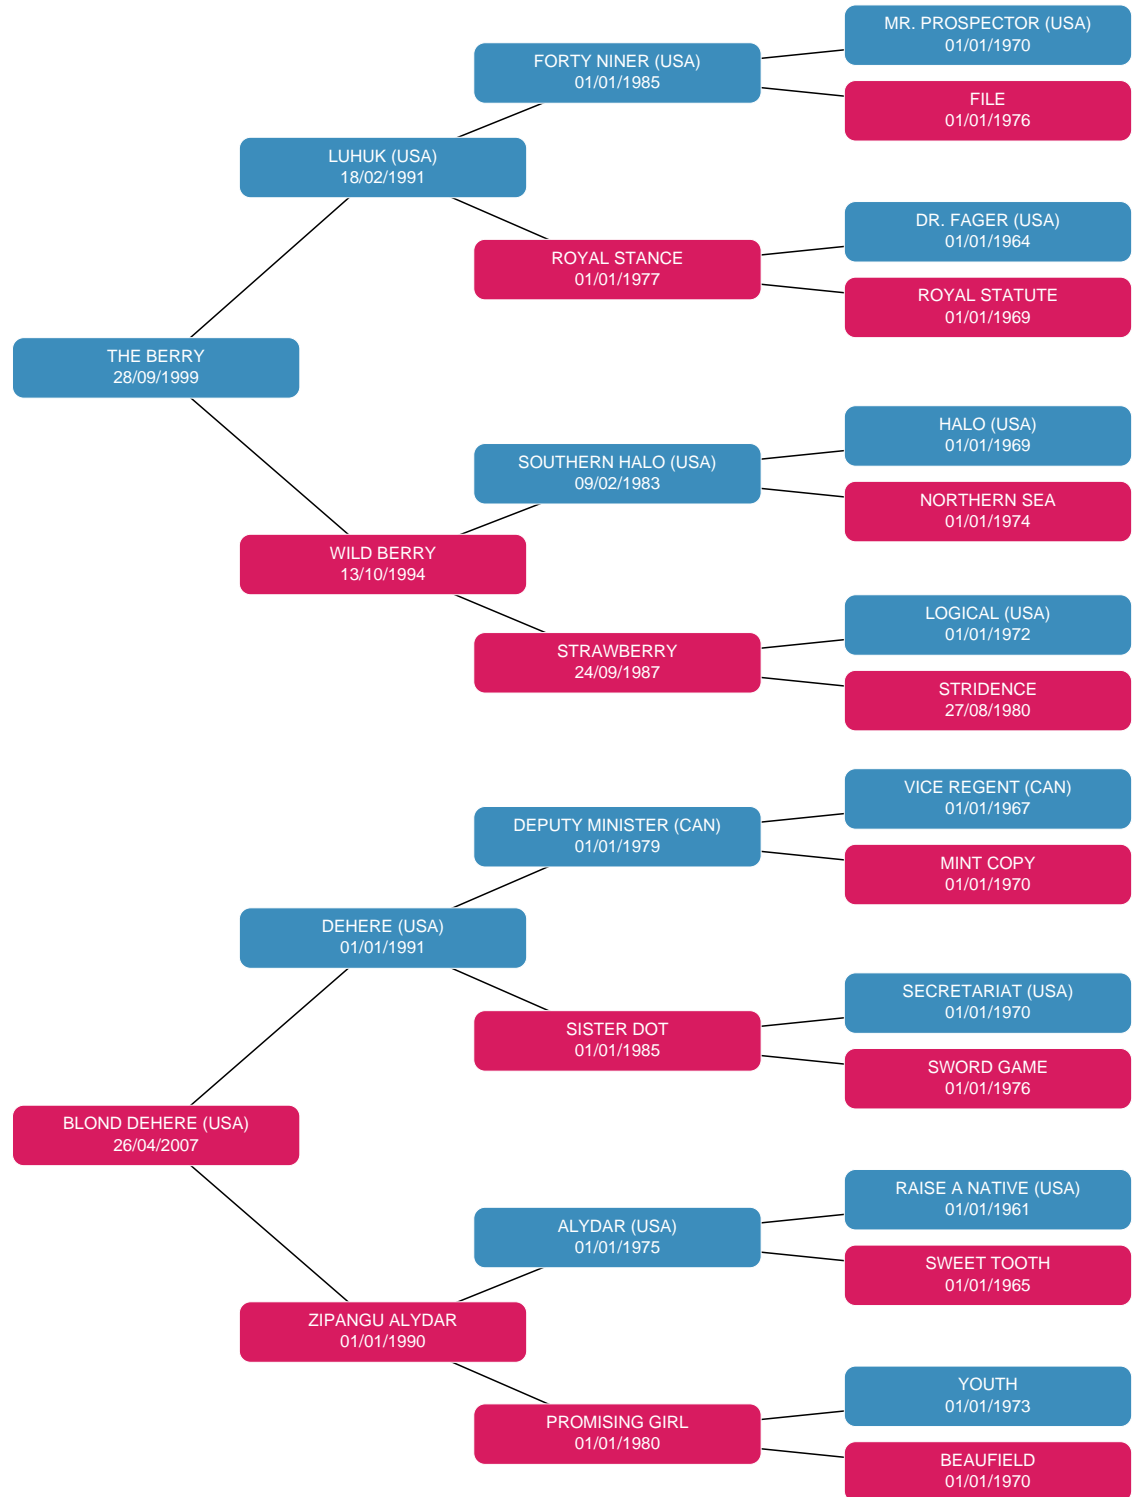 MR. PROSPECTOR (USA)
01/01/1970
FORTY NINER (USA)
01/01/1985
FILE
01/01/1976
LUHUK (USA)
18/02/1991
DR. FAGER (USA)
01/01/1964
ROYAL STANCE
01/01/1977
ROYAL STATUTE
01/01/1969
THE BERRY
28/09/1999
HALO (USA)
01/01/1969
SOUTHERN HALO (USA)
09/02/1983
NORTHERN SEA
01/01/1974
WILD BERRY
13/10/1994
LOGICAL (USA)
01/01/1972
STRAWBERRY
24/09/1987
STRIDENCE
27/08/1980
VICE REGENT (CAN)
01/01/1967
DEPUTY MINISTER (CAN)
01/01/1979
MINT COPY
01/01/1970
DEHERE (USA)
01/01/1991
SECRETARIAT (USA)
01/01/1970
SISTER DOT
01/01/1985
SWORD GAME
01/01/1976
BLOND DEHERE (USA)
26/04/2007
RAISE A NATIVE (USA)
01/01/1961
ALYDAR (USA)
01/01/1975
SWEET TOOTH
01/01/1965
ZIPANGU ALYDAR
01/01/1990
YOUTH
01/01/1973
PROMISING GIRL
01/01/1980
BEAUFIELD
01/01/1970